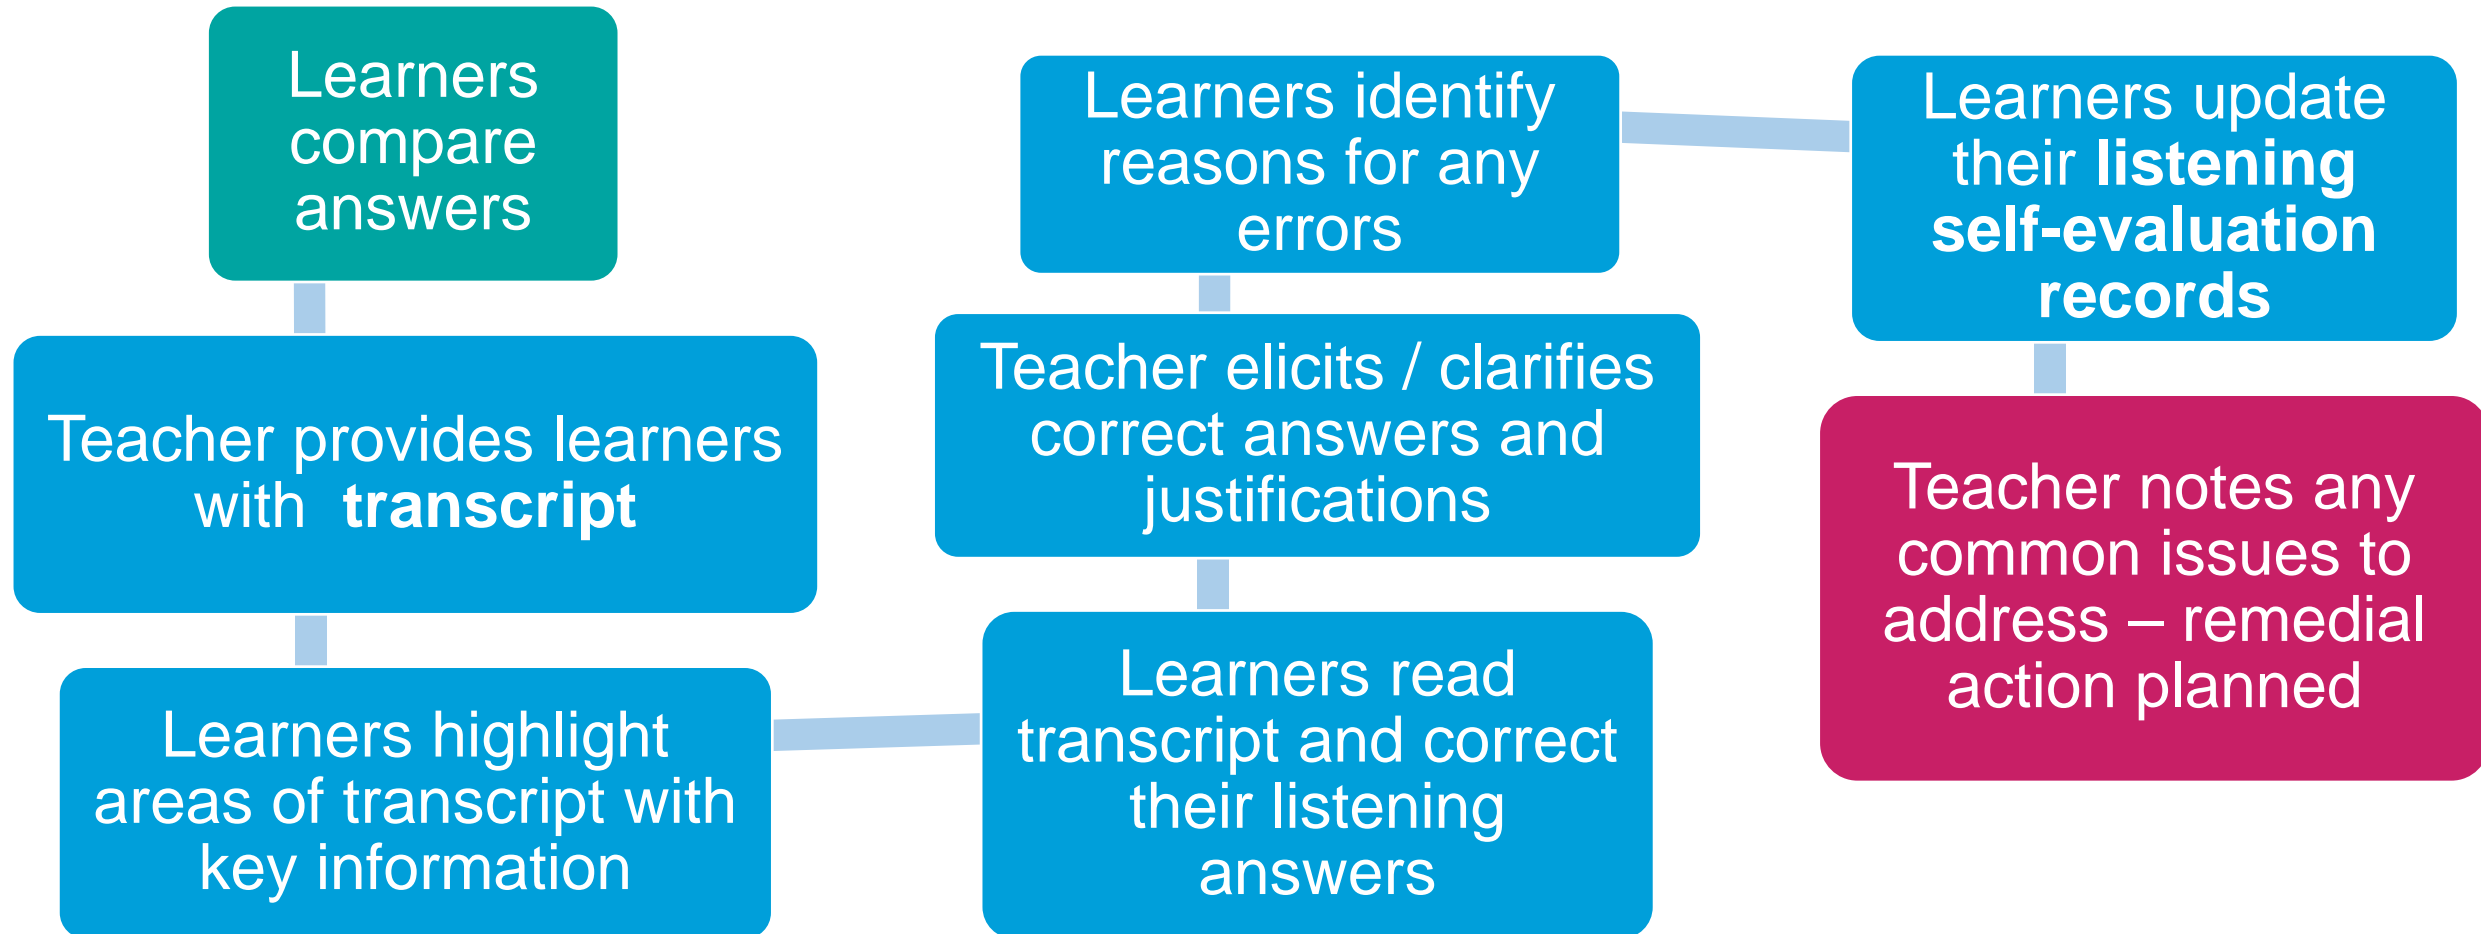 Learners
compare
answers
Teacher provides learners
with transcript
Learners highlight
areas of transcript with
key information
Learners read
transcript and correct
their listening
answers
Teacher elicits / clarifies
correct answers and
justifications
Learners identify
reasons for any
errors
Learners update
their listening
self-evaluation
records
Teacher notes any
common issues to
address – remedial
action planned